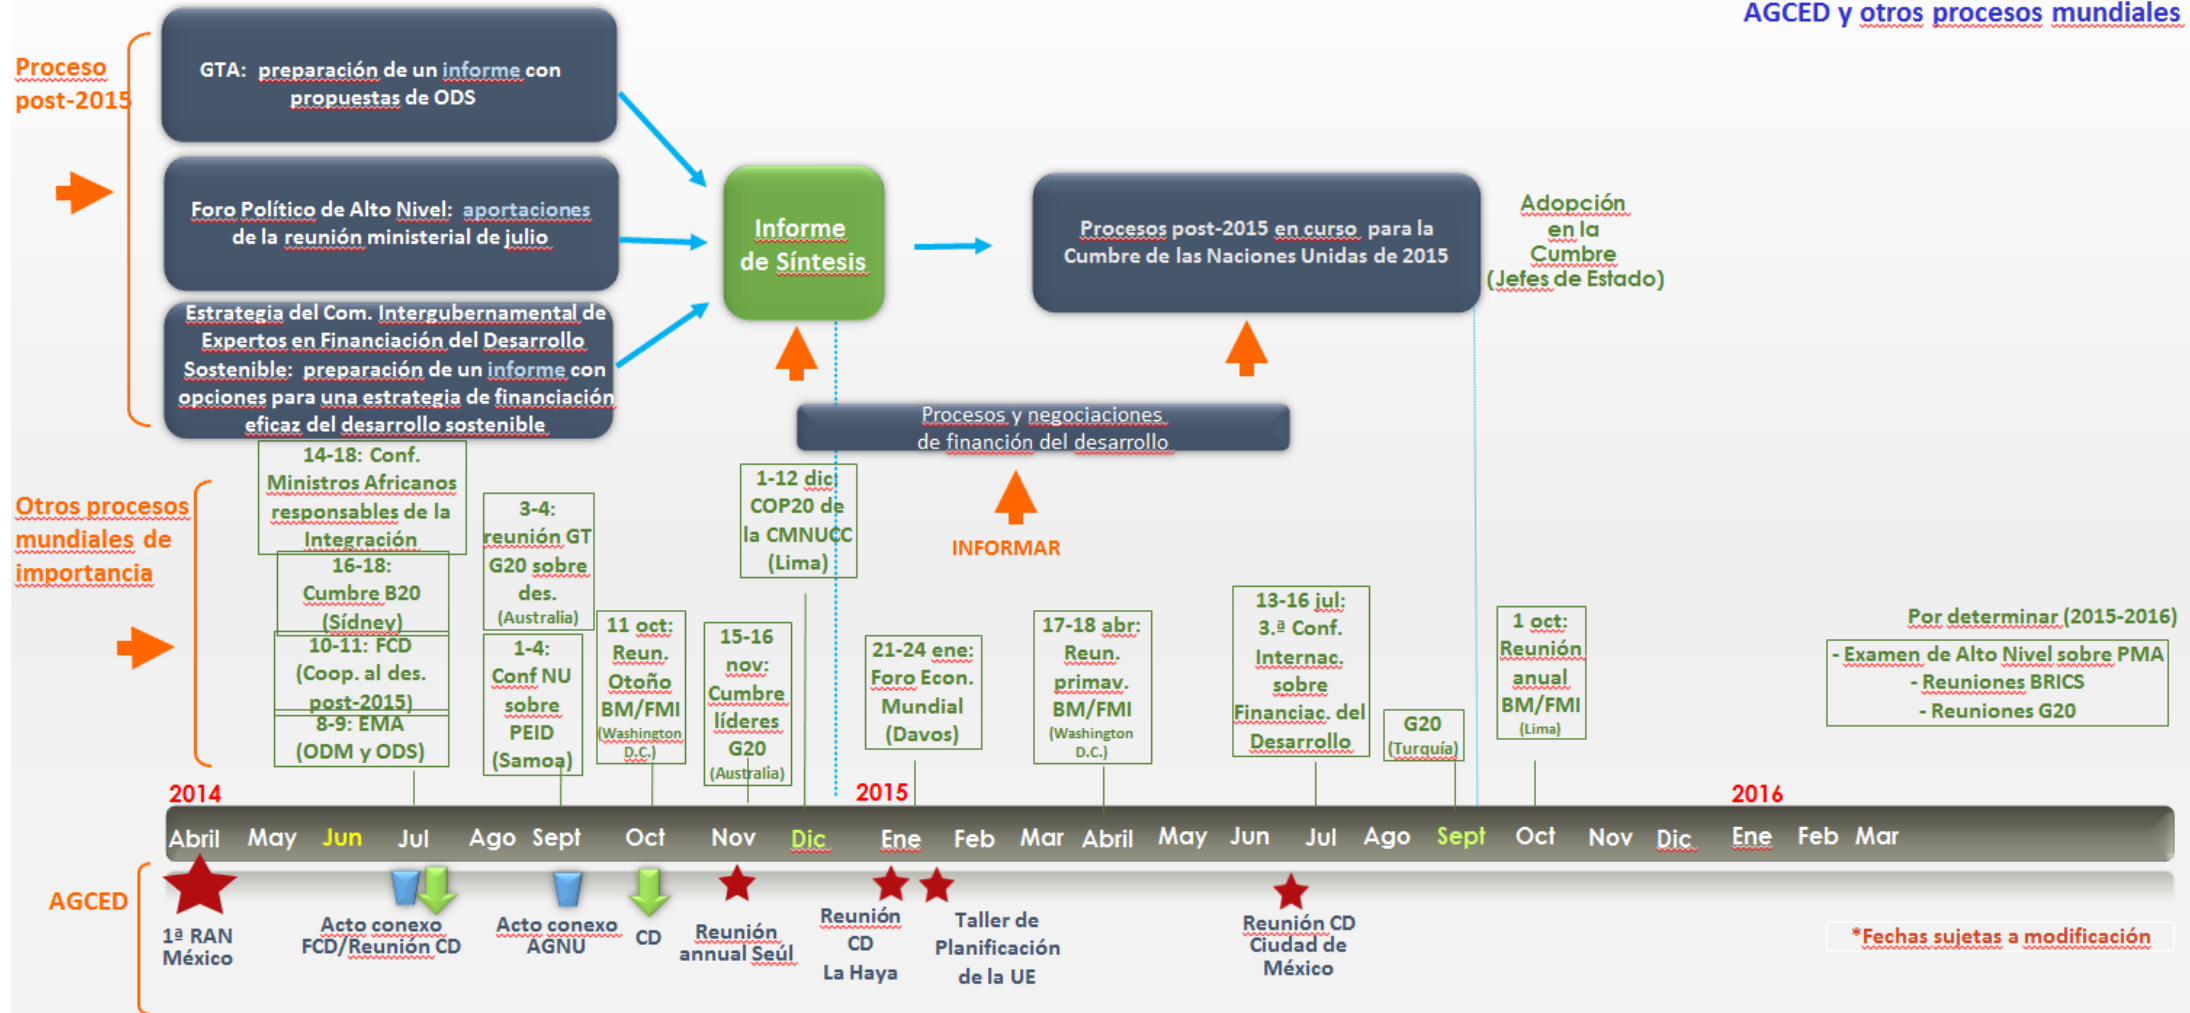 AGCED y otros procesos mundiales
Proceso
post-2015
GTA: preparación de un informe con
propuestas de ODS
Foro Político de Alto Nivel: aportaciones
de la reunión ministerial de julio
Estrategia del Com. Intergubernamental de
Expertos en Financiación del Desarrollo
Sostenible: preparación de un informe con
opciones para una estrategia de financiación
eficaz del desarrollo sostenible
Informe
de Síntesis
Procesos post-2015 en curso para la
Cumbre de las Naciones Unidas de 2015
Adopción
en la
Cumbre
(Jefes de Estado)
Procesos y negociaciones
de financión del desarrollo
INFORMAR
Otros procesos
mundiales de
importancia
14-18: Conf.
Ministros Africanos
responsables de la
Integración
16-18:
Cumbre B20
(Sídney)
10-11: FCD
(Coop. al des.
post-2015)
8-9: EMA
(ODM y ODS)
3-4:
reunión GT
G20 sobre
des.
(Australia)
1-4:
Conf NU
sobre
PEID
(Samoa)
11 oct:
Reun.
Otoño
BM/FMI
(Washington
D.C.)
15-16
nov:
Cumbre
líderes
G20
(Australia)
1-12 dic:
COP20 de
la CMNUCC
(Lima)
21-24 ene:
Foro Econ.
Mundial
(Davos)
17-18 abr:
Reun.
primav.
BM/FMI
(Washington
D.C.)
13-16 jul:
3.ª Conf.
Internac.
sobre
Financiac. del
Desarrollo
G20
(Turquía)
1 oct:
Reunión
anual
BM/FMI
(Lima)
Por determinar (2015-2016)
- Examen de Alto Nivel sobre PMA
- Reuniones BRICS
- Reuniones G20
2014 2015 2016
Abril May Jun Jul Ago Sept Oct Nov Dic Ene Feb Mar Abril May Jun Jul Ago Sept Oct Nov Dic Ene Feb Mar
AGCED
1ª RAN
México
Acto conexo
FCD/Reunión CD
Acto conexo
AGNU
CD
Reunión
annual Seúl
Reunión
CD
La Haya
Taller de
Planificación
de la UE
Reunión CD
Ciudad de
México
*Fechas sujetas a modificación